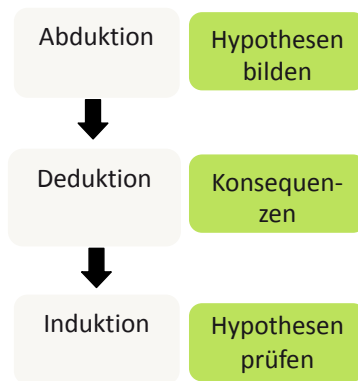 Abduktion
Hypothesen
bilden
Deduktion
Konsequen-
zen
Induktion
Hypothesen
prüfen